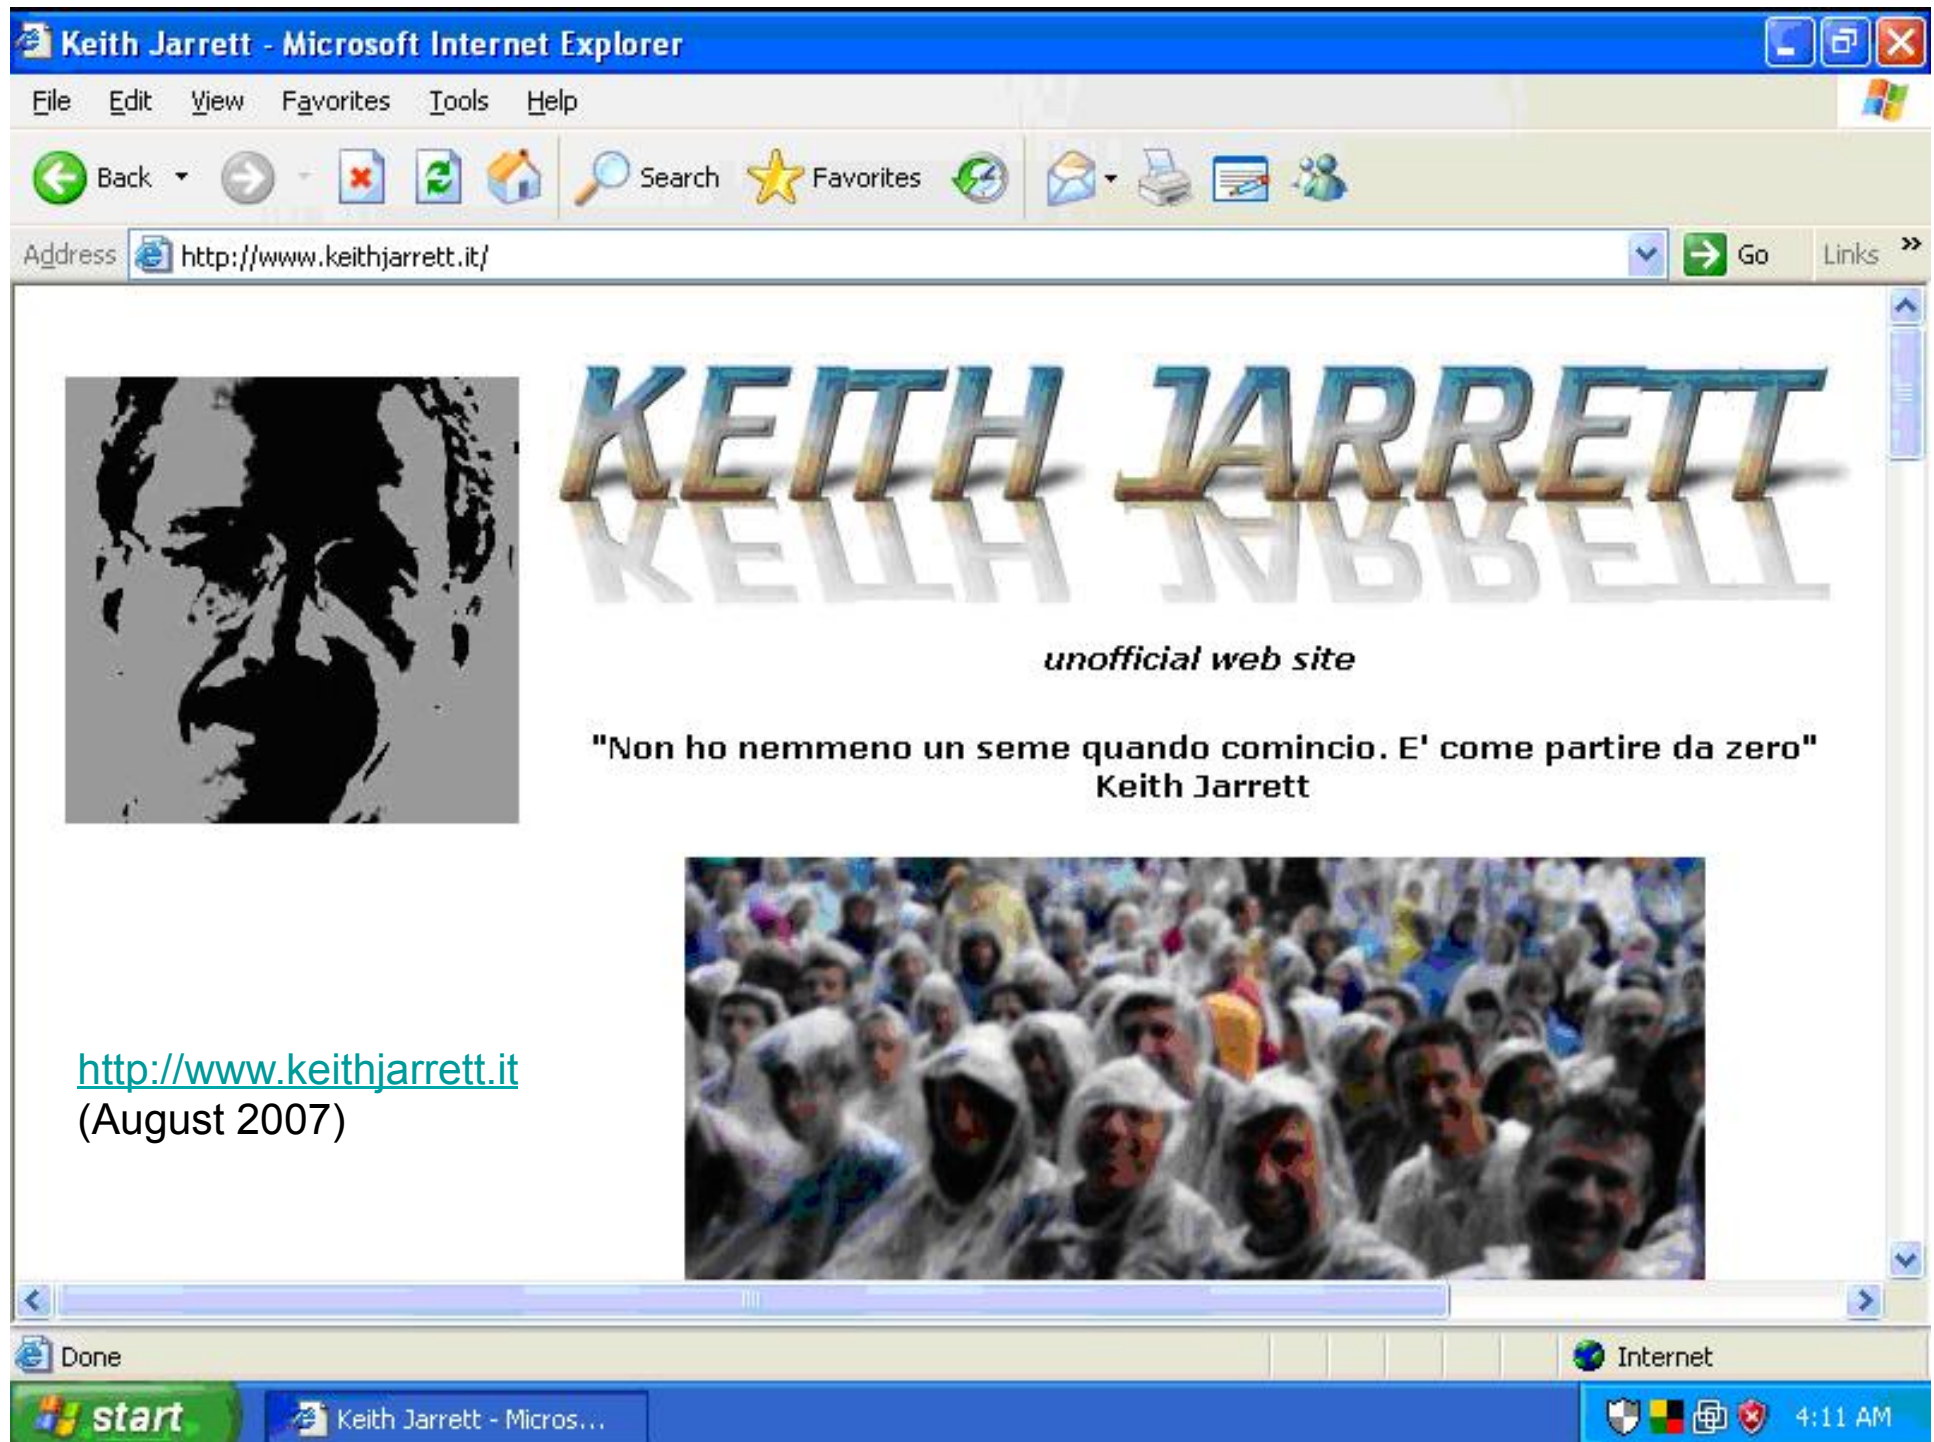 Keith Jarrett - Microsoft Internet Explorer
File Edit View Favorites Tools Help
Back Search Favorites
Address http://www.keithjarrett.it/ Go Links »
KEITH JARRETT
unofficial web site
"Non ho nemmeno un seme quando comincio. E' come partire da zero"
Keith Jarrett
http://www.keithjarrett.it
(August 2007)
Done Internet
start Keith Jarrett - Micros... 4:11 AM